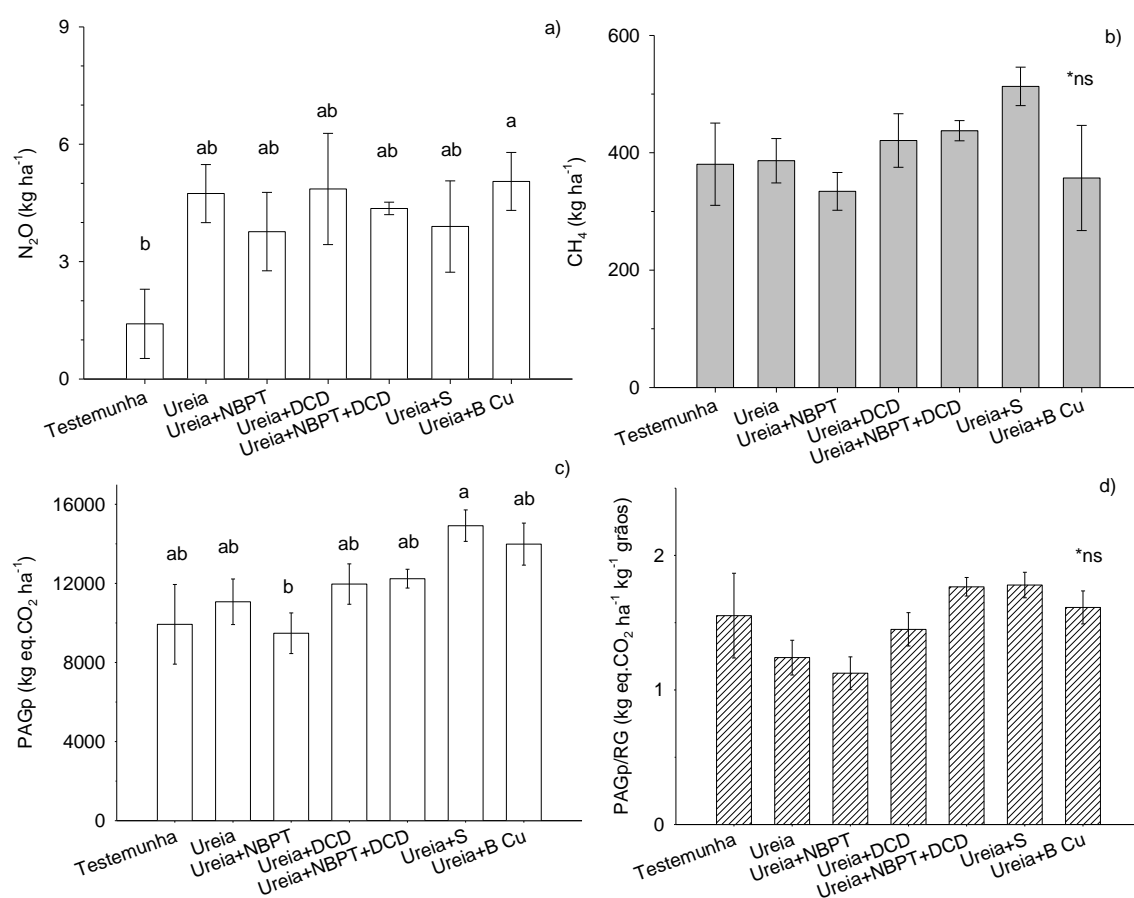 a)
N₂O (kg ha⁻¹)
9
6
3
0
b
ab
ab
ab
ab
ab
a
Testemunha
Ureia
Ureia+NBPT
Ureia+DCD
Ureia+NBPT+DCD
Ureia+S
Ureia+B Cu
b)
CH₄ (kg ha⁻¹)
600
400
200
0
*ns
Testemunha
Ureia
Ureia+NBPT
Ureia+DCD
Ureia+NBPT+DCD
Ureia+S
Ureia+B Cu
c)
PAGp (kg eq.CO₂ ha⁻¹)
16000
12000
8000
4000
0
ab
ab
b
ab
ab
a
ab
Testemunha
Ureia
Ureia+NBPT
Ureia+DCD
Ureia+NBPT+DCD
Ureia+S
Ureia+B Cu
d)
PAGp/RG (kg eq.CO₂ ha⁻¹ kg⁻¹ grãos)
2
1
0
*ns
Testemunha
Ureia
Ureia+NBPT
Ureia+DCD
Ureia+NBPT+DCD
Ureia+S
Ureia+B Cu